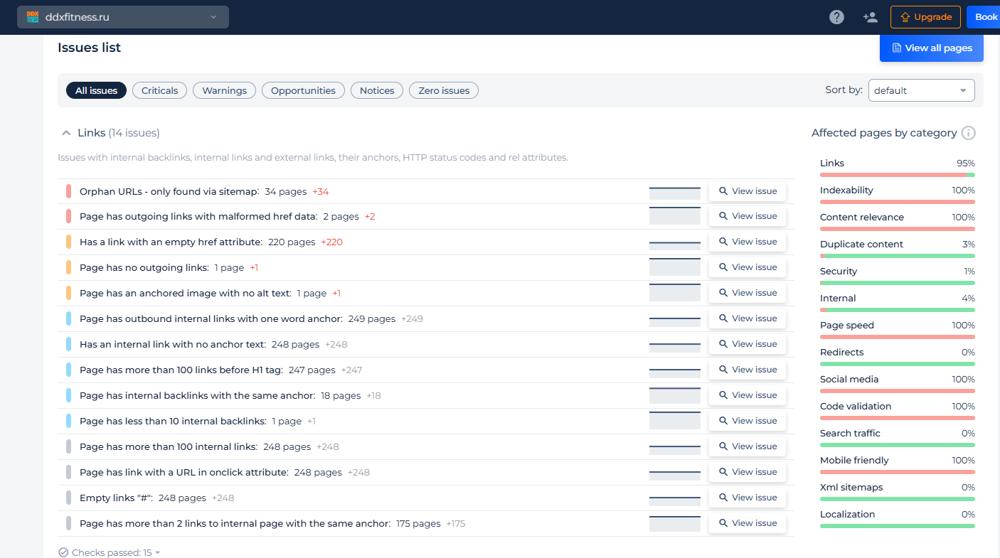 DDX FITNESS ddxfitness.ru ? Upgrade Book
Issues list View all pages
All issues Criticals Warnings Opportunities Notices Zero issues Sort by: default
Links (14 issues) Affected pages by category i
Issues with internal backlinks, internal links and external links, their anchors, HTTP status codes and rel attributes.
Orphan URLs - only found via sitemap: 34 pages +34 View issue
Page has outgoing links with malformed href data: 2 pages +2 View issue
Has a link with an empty href attribute: 220 pages +220 View issue
Page has no outgoing links: 1 page +1 View issue
Page has an anchored image with no alt text: 1 page +1 View issue
Page has outbound internal links with one word anchor: 249 pages +249 View issue
Has an internal link with no anchor text: 248 pages +248 View issue
Page has more than 100 links before H1 tag: 247 pages +247 View issue
Page has internal backlinks with the same anchor: 18 pages +18 View issue
Page has less than 10 internal backlinks: 1 page +1 View issue
Page has more than 100 internal links: 248 pages +248 View issue
Page has link with a URL in onclick attribute: 248 pages +248 View issue
Empty links "#": 248 pages +248 View issue
Page has more than 2 links to internal page with the same anchor: 175 pages +175 View issue
Checks passed: 15
Links 95%
Indexability 100%
Content relevance 100%
Duplicate content 3%
Security 1%
Internal 4%
Page speed 100%
Redirects 0%
Social media 100%
Code validation 100%
Search traffic 0%
Mobile friendly 100%
Xml sitemaps 0%
Localization 0%